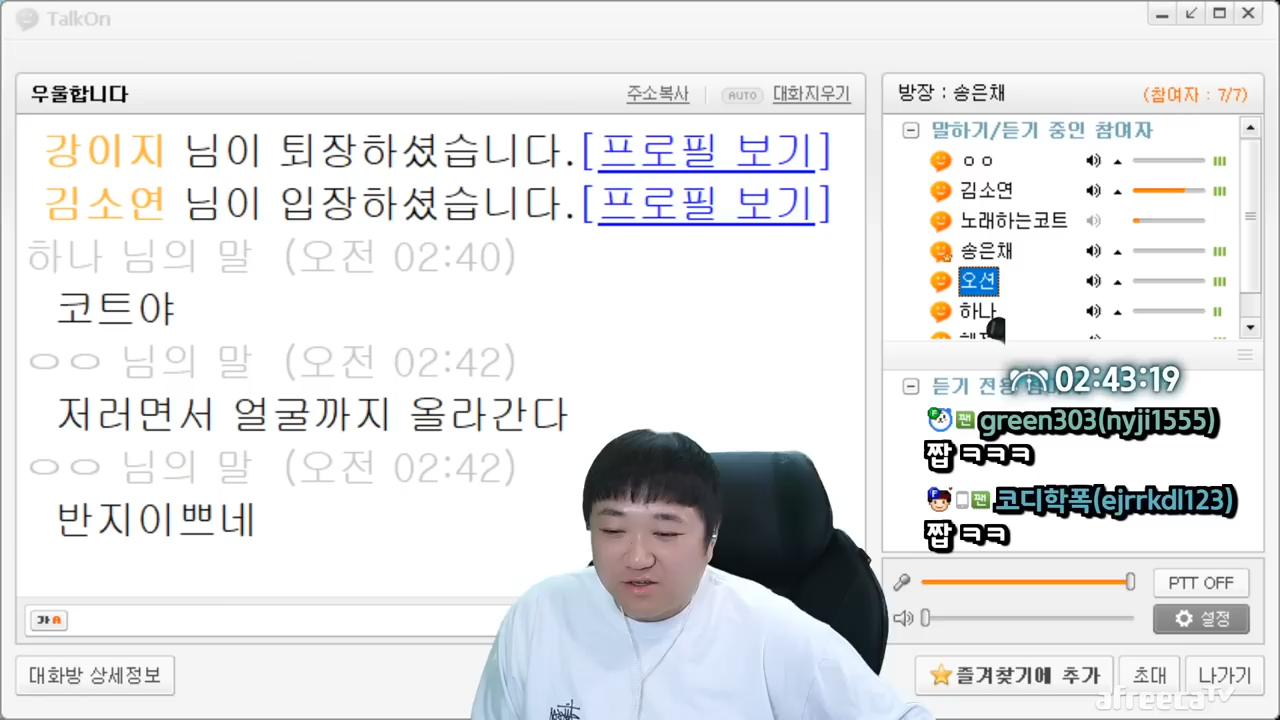 TalkOn
우울합니다
주소복사
AUTO
대화지우기
강이지 님이 퇴장하셨습니다.[프로필 보기]
김소연 님이 입장하셨습니다.[프로필 보기]
하나 님의 말 (오전 02:40)
코트야
ㅇㅇ 님의 말 (오전 02:42)
저러면서 얼굴까지 올라간다
ㅇㅇ 님의 말 (오전 02:42)
반지이쁘네
가A
대화방 상세정보
방장 : 송은채
(참여자 : 7/7)
말하기/듣기 중인 참여자
ㅇㅇ
김소연
노래하는코트
송은채
오션
하나
02:43:19
듣기 전용
팬 green303(nyji1555)
짭 ㅋㅋㅋ
팬 코디학폭(ejrrkdl123)
짭 ㅋㅋ
PTT OFF
설정
즐겨찾기에 추가
초대
나가기
afreecaTV